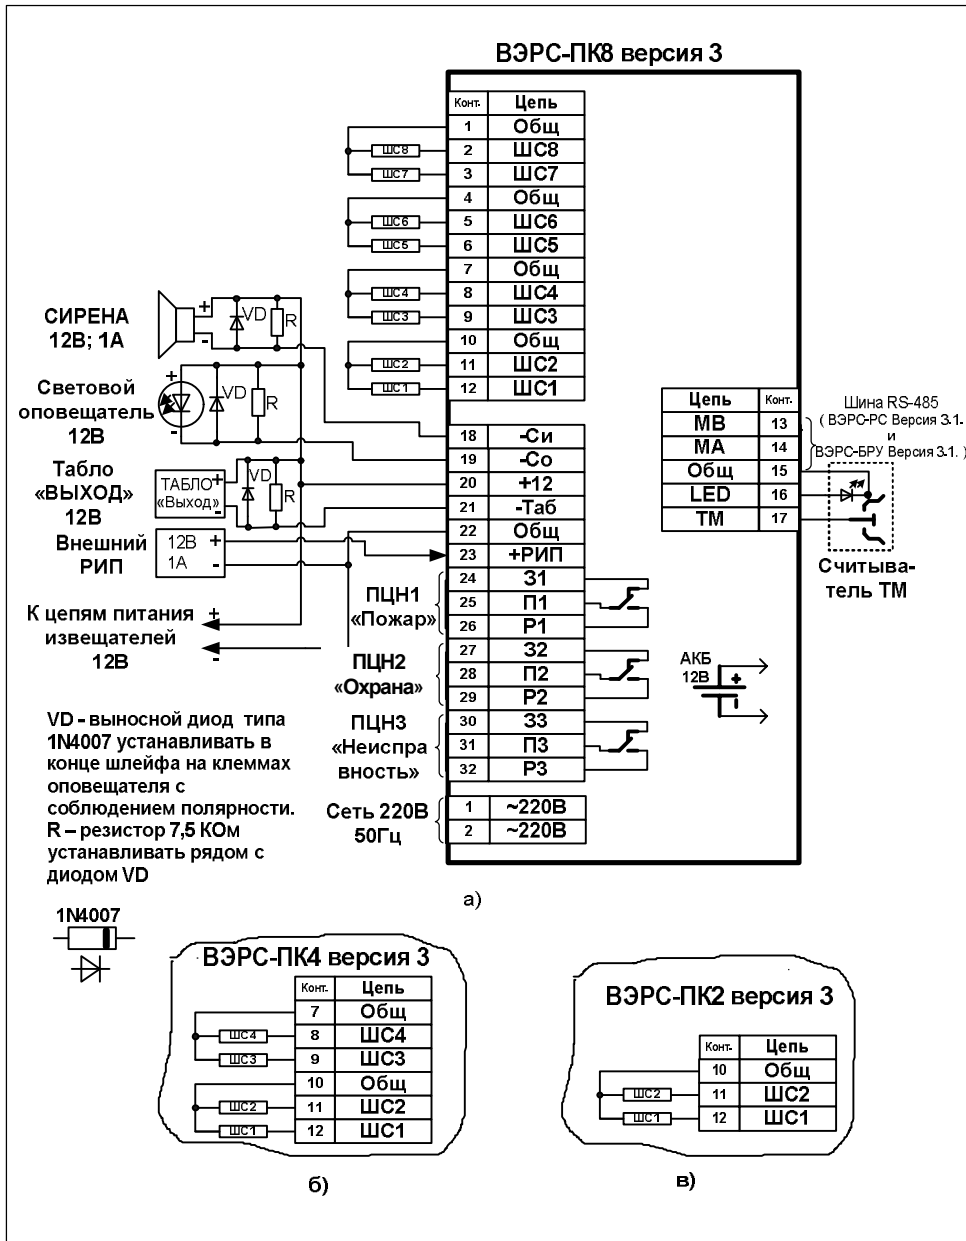 ВЭРС-ПК8 версия 3
Конт. Цепь
1 Общ
ШС8 2 ШС8
ШС7 3 ШС7
4 Общ
ШС6 5 ШС6
ШС5 6 ШС5
7 Общ
ШС4 8 ШС4
ШС3 9 ШС3
10 Общ
ШС2 11 ШС2
ШС1 12 ШС1
СИРЕНА
12В; 1А
+
-
VD
R
Световой
оповещатель
12В
+
-
VD
R
Табло
«ВЫХОД»
12В
ТАБЛО +
«Выход» -
VD
R
Внешний
РИП
12В +
1А -
К цепям питания
извещателей
12В
+
-
18 -Си
19 -Со
20 +12
21 -Таб
22 Общ
23 +РИП
24 З1
25 П1
26 Р1
27 З2
28 П2
29 Р2
30 З3
31 П3
32 Р3
ПЦН1
«Пожар»
ПЦН2
«Охрана»
ПЦН3
«Неиспра
вность»
Сеть 220В
50Гц
1 ~220В
2 ~220В
Цепь Конт.
МВ 13
МА 14
Общ 15
LED 16
ТМ 17
Шина RS-485
( ВЭРС-РС Версия 3.1.
и
ВЭРС-БРУ Версия 3.1. )
Считыва-
тель ТМ
АКБ
12В
+
-
VD - выносной диод типа
1N4007 устанавливать в
конце шлейфа на клеммах
оповещателя с
соблюдением полярности.
R – резистор 7,5 КОм
устанавливать рядом с
диодом VD
а)
1N4007
ВЭРС-ПК4 версия 3
Конт. Цепь
7 Общ
ШС4 8 ШС4
ШС3 9 ШС3
10 Общ
ШС2 11 ШС2
ШС1 12 ШС1
б)
ВЭРС-ПК2 версия 3
Конт. Цепь
10 Общ
ШС2 11 ШС2
ШС1 12 ШС1
в)